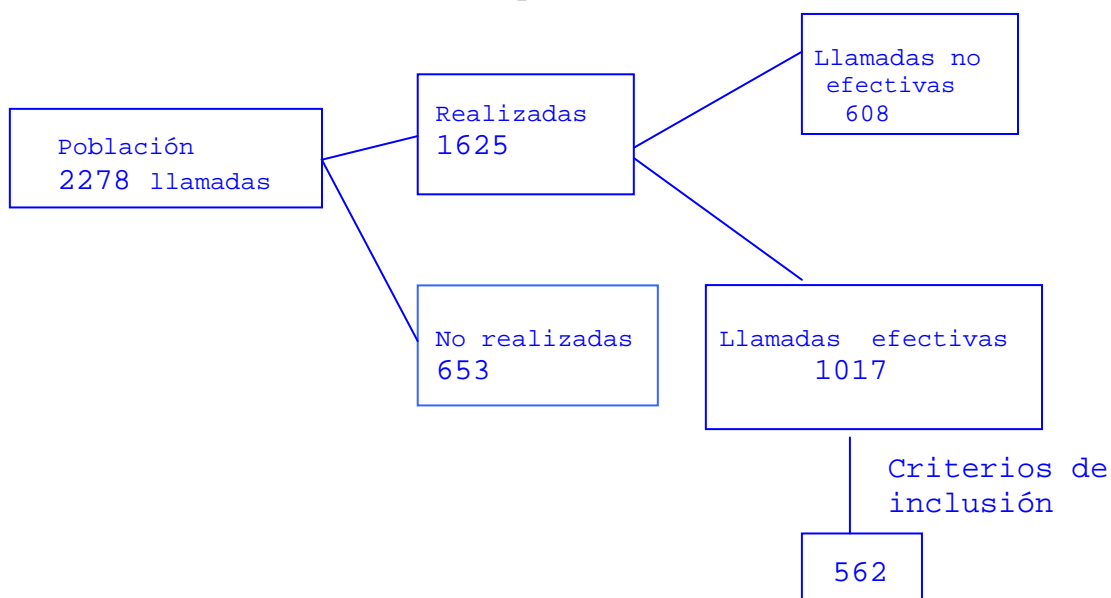 Población
2278 llamadas
Realizadas
1625
No realizadas
653
Llamadas no
efectivas
608
Llamadas efectivas
1017
Criterios de
inclusión
562